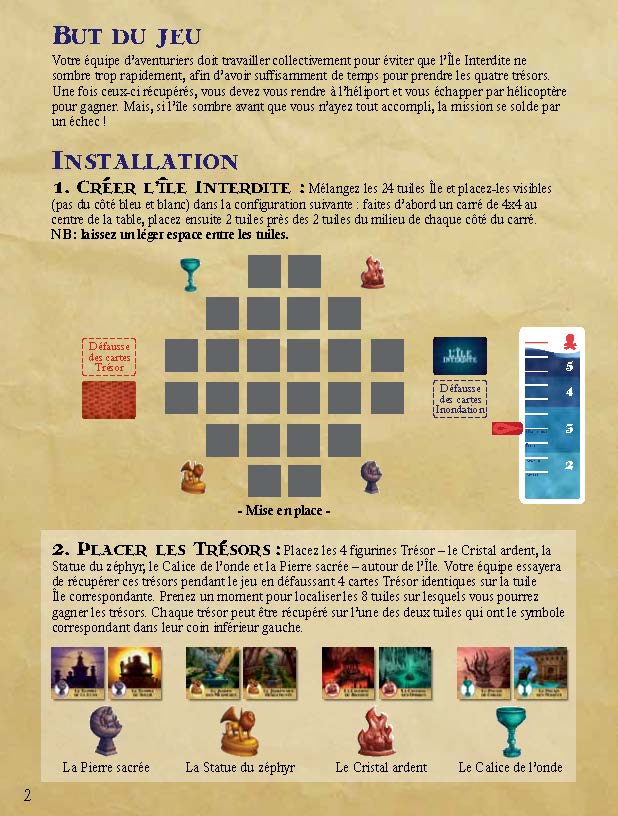 BUT DU JEU
Votre équipe d'aventuriers doit travailler collectivement pour éviter que l'Île Interdite ne
sombre trop rapidement, afin d'avoir suffisamment de temps pour prendre les quatre trésors.
Une fois ceux-ci récupérés, vous devez vous rendre à l'héliport et vous échapper par hélicoptère
pour gagner. Mais, si l'île sombre avant que vous n'ayez tout accompli, la mission se solde par
un échec !
INSTALLATION
1. CRÉER L'ÎLE INTERDITE : Mélangez les 24 tuiles Île et placez-les visibles
(pas du côté bleu et blanc) dans la configuration suivante : faites d'abord un carré de 4x4 au
centre de la table, placez ensuite 2 tuiles près des 2 tuiles du milieu de chaque côté du carré.
NB: laissez un léger espace entre les tuiles.
Défausse
des cartes
Trésor
L'ÎLE
INTERDITE
Défausse
des cartes
Inondation
5
4
3
2
- Mise en place -
2. PLACER LES TRÉSORS : Placez les 4 figurines Trésor – le Cristal ardent, la
Statue du zéphyr, le Calice de l'onde et la Pierre sacrée – autour de l'Île. Votre équipe essayera
de récupérer ces trésors pendant le jeu en défaussant 4 cartes Trésor identiques sur la tuile
Île correspondante. Prenez un moment pour localiser les 8 tuiles sur lesquels vous pourrez
gagner les trésors. Chaque trésor peut être récupéré sur l'une des deux tuiles qui ont le symbole
correspondant dans leur coin inférieur gauche.
La Pierre sacrée
La Statue du zéphyr
Le Cristal ardent
Le Calice de l'onde
2